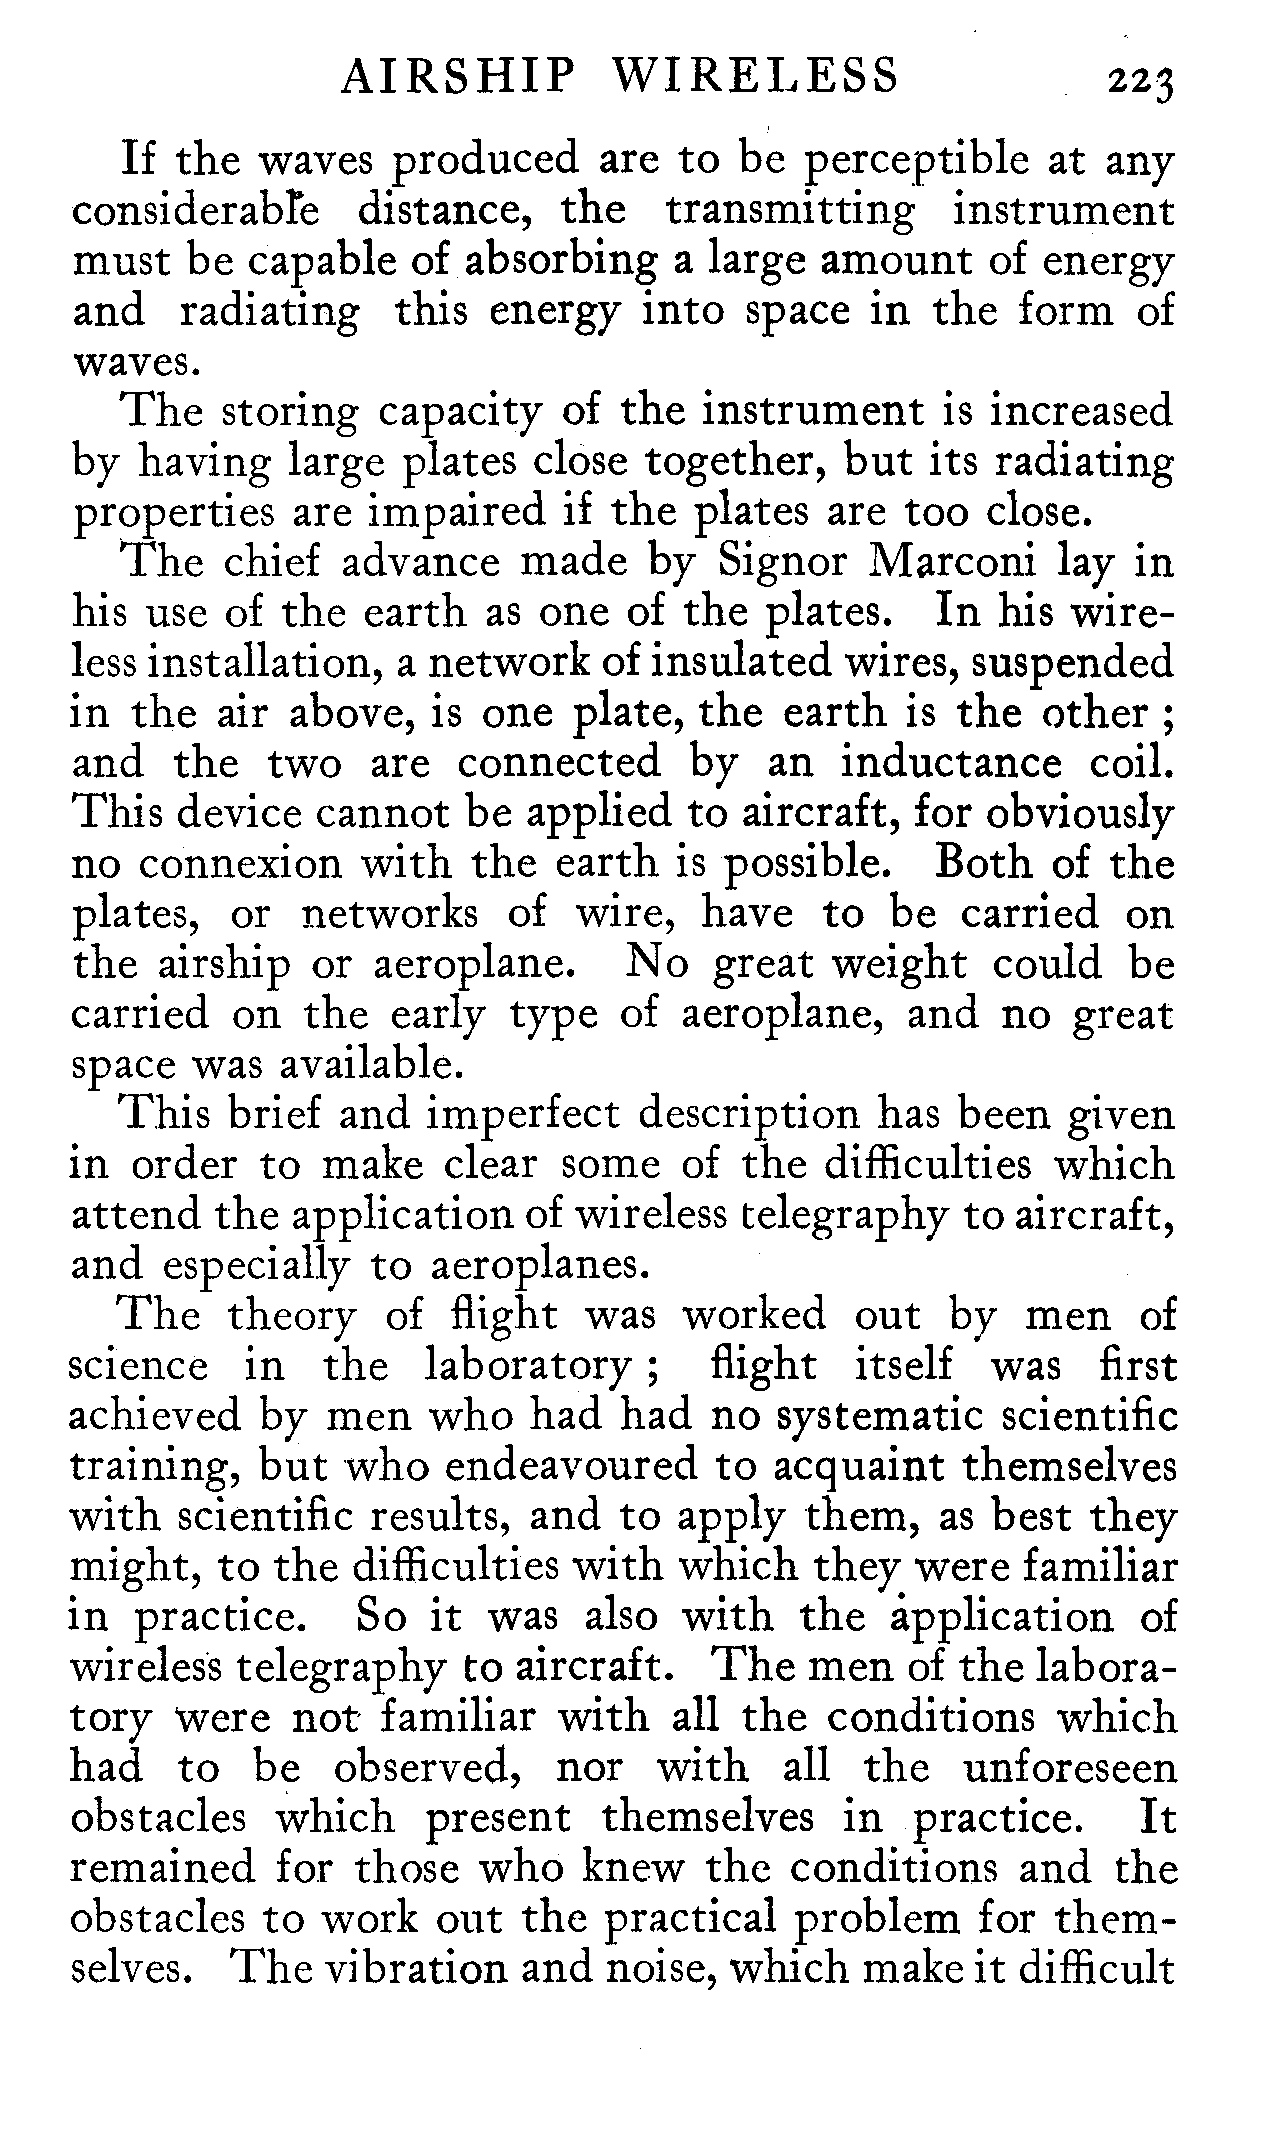 AIRSHIP WIRELESS 223
If the waves produced are to be perceptible at any
considerable distance, the transmitting instrument
must be capable of absorbing a large amount of energy
and radiating this energy into space in the form of
waves.
The storing capacity of the instrument is increased
by having large plates close together, but its radiating
properties are impaired if the plates are too close.
The chief advance made by Signor Marconi lay in
his use of the earth as one of the plates. In his wire-
less installation, a network of insulated wires, suspended
in the air above, is one plate, the earth is the other ;
and the two are connected by an inductance coil.
This device cannot be applied to aircraft, for obviously
no connexion with the earth is possible. Both of the
plates, or networks of wire, have to be carried on
the airship or aeroplane. No great weight could be
carried on the early type of aeroplane, and no great
space was available.
This brief and imperfect description has been given
in order to make clear some of the difficulties which
attend the application of wireless telegraphy to aircraft,
and especially to aeroplanes.
The theory of flight was worked out by men of
science in the laboratory ; flight itself was first
achieved by men who had had no systematic scientific
training, but who endeavoured to acquaint themselves
with scientific results, and to apply them, as best they
might, to the difficulties with which they were familiar
in practice. So it was also with the application of
wireless telegraphy to aircraft. The men of the labora-
tory were not familiar with all the conditions which
had to be observed, nor with all the unforeseen
obstacles which present themselves in practice. It
remained for those who knew the conditions and the
obstacles to work out the practical problem for them-
selves. The vibration and noise, which make it difficult